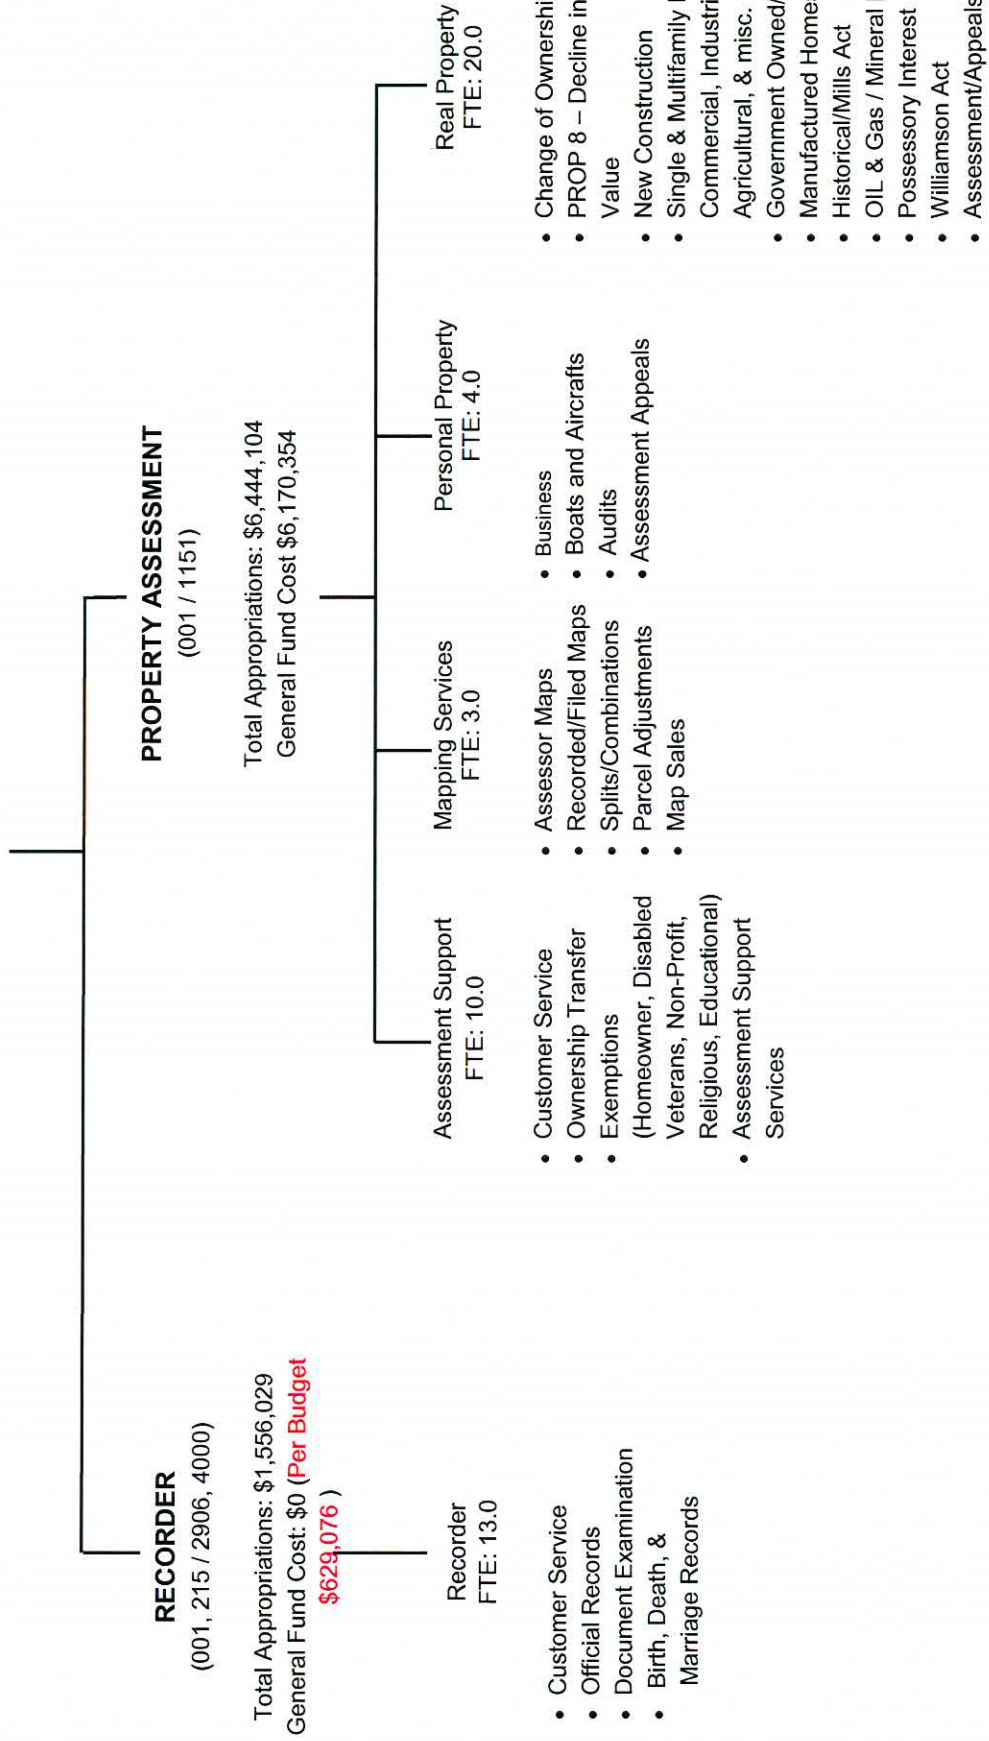 RECORDER
(001, 215 / 2906, 4000)
Total Appropriations: $1,556,029
General Fund Cost: $0 (Per Budget
$629,076 )
Recorder
FTE: 13.0
• Customer Service
• Official Records
• Document Examination
• Birth, Death, &
Marriage Records
PROPERTY ASSESSMENT
(001 / 1151)
Total Appropriations: $6,444,104
General Fund Cost $6,170,354
Assessment Support
FTE: 10.0
• Customer Service
• Ownership Transfer
• Exemptions
(Homeowner, Disabled
Veterans, Non-Profit,
Religious, Educational)
• Assessment Support
Services
Mapping Services
FTE: 3.0
• Assessor Maps
• Recorded/Filed Maps
• Splits/Combinations
• Parcel Adjustments
• Map Sales
Personal Property
FTE: 4.0
• Business
• Boats and Aircrafts
• Audits
• Assessment Appeals
Real Property
FTE: 20.0
• Change of Ownershi
• PROP 8 – Decline in
Value
• New Construction
• Single & Multifamily
Commercial, Industri
Agricultural, & misc.
• Government Owned/
• Manufactured Home
• Historical/Mills Act
• OIL & Gas / Mineral
• Possessory Interest
• Williamson Act
• Assessment/Appeals